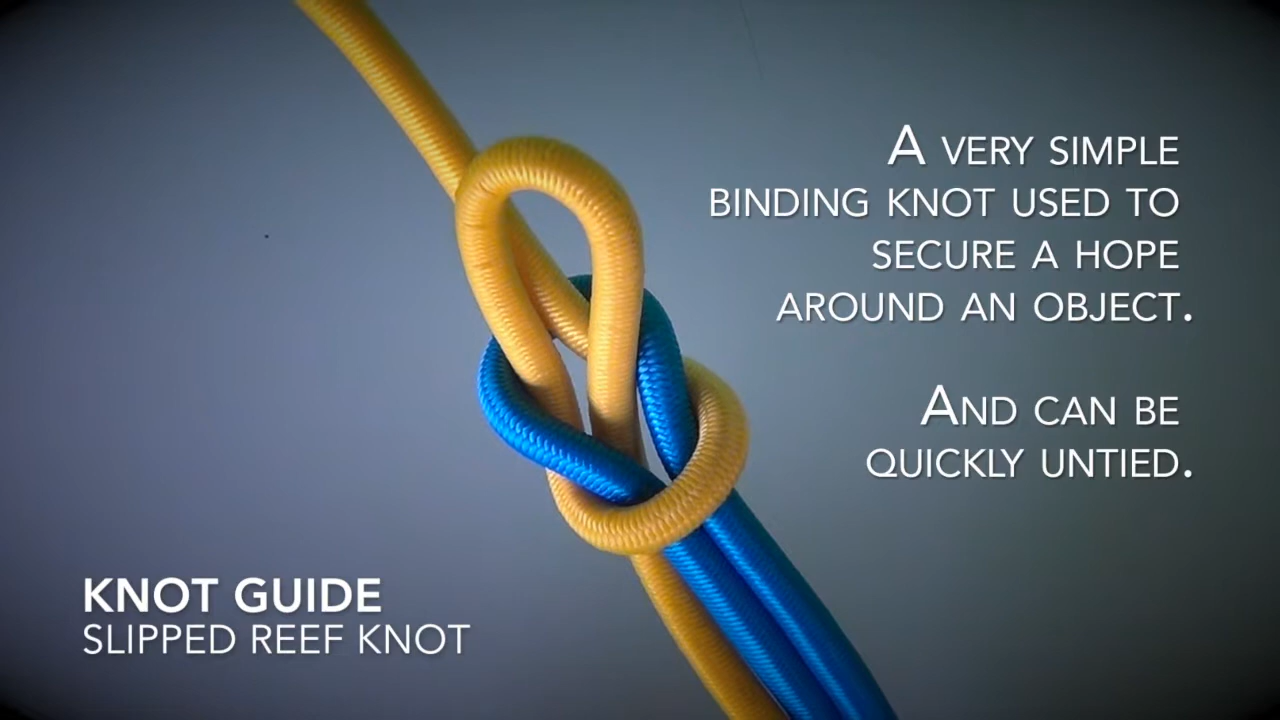 A VERY SIMPLE
BINDING KNOT USED TO
SECURE A HOPE
AROUND AN OBJECT.
AND CAN BE
QUICKLY UNTIED.
KNOT GUIDE
SLIPPED REEF KNOT